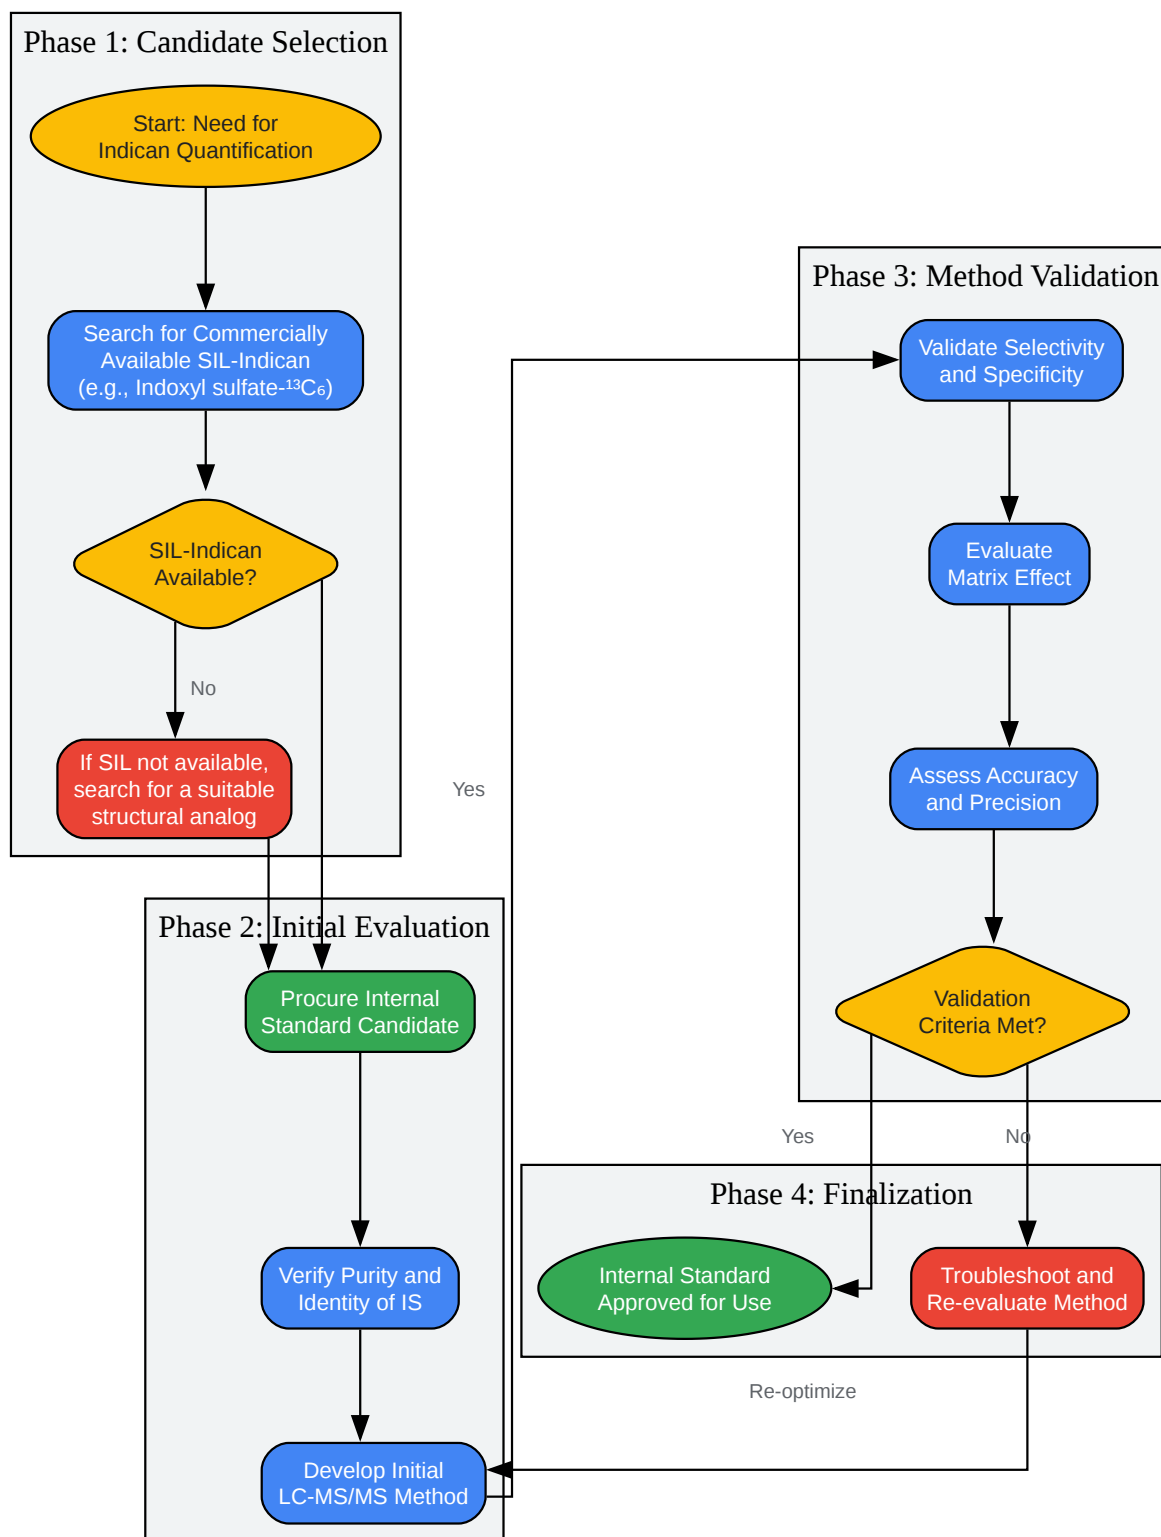 Phase 1: Candidate Selection
Start: Need for
Indican Quantification
Search for Commercially
Available SIL-Indican
(e.g., Indoxyl sulfate-¹³C₆)
SIL-Indican
Available?
No
If SIL not available,
search for a suitable
structural analog
Yes
Phase 2: Initial Evaluation
Procure Internal
Standard Candidate
Verify Purity and
Identity of IS
Develop Initial
LC-MS/MS Method
Phase 3: Method Validation
Validate Selectivity
and Specificity
Evaluate
Matrix Effect
Assess Accuracy
and Precision
Validation
Criteria Met?
Yes
No
Phase 4: Finalization
Internal Standard
Approved for Use
Troubleshoot and
Re-evaluate Method
Re-optimize